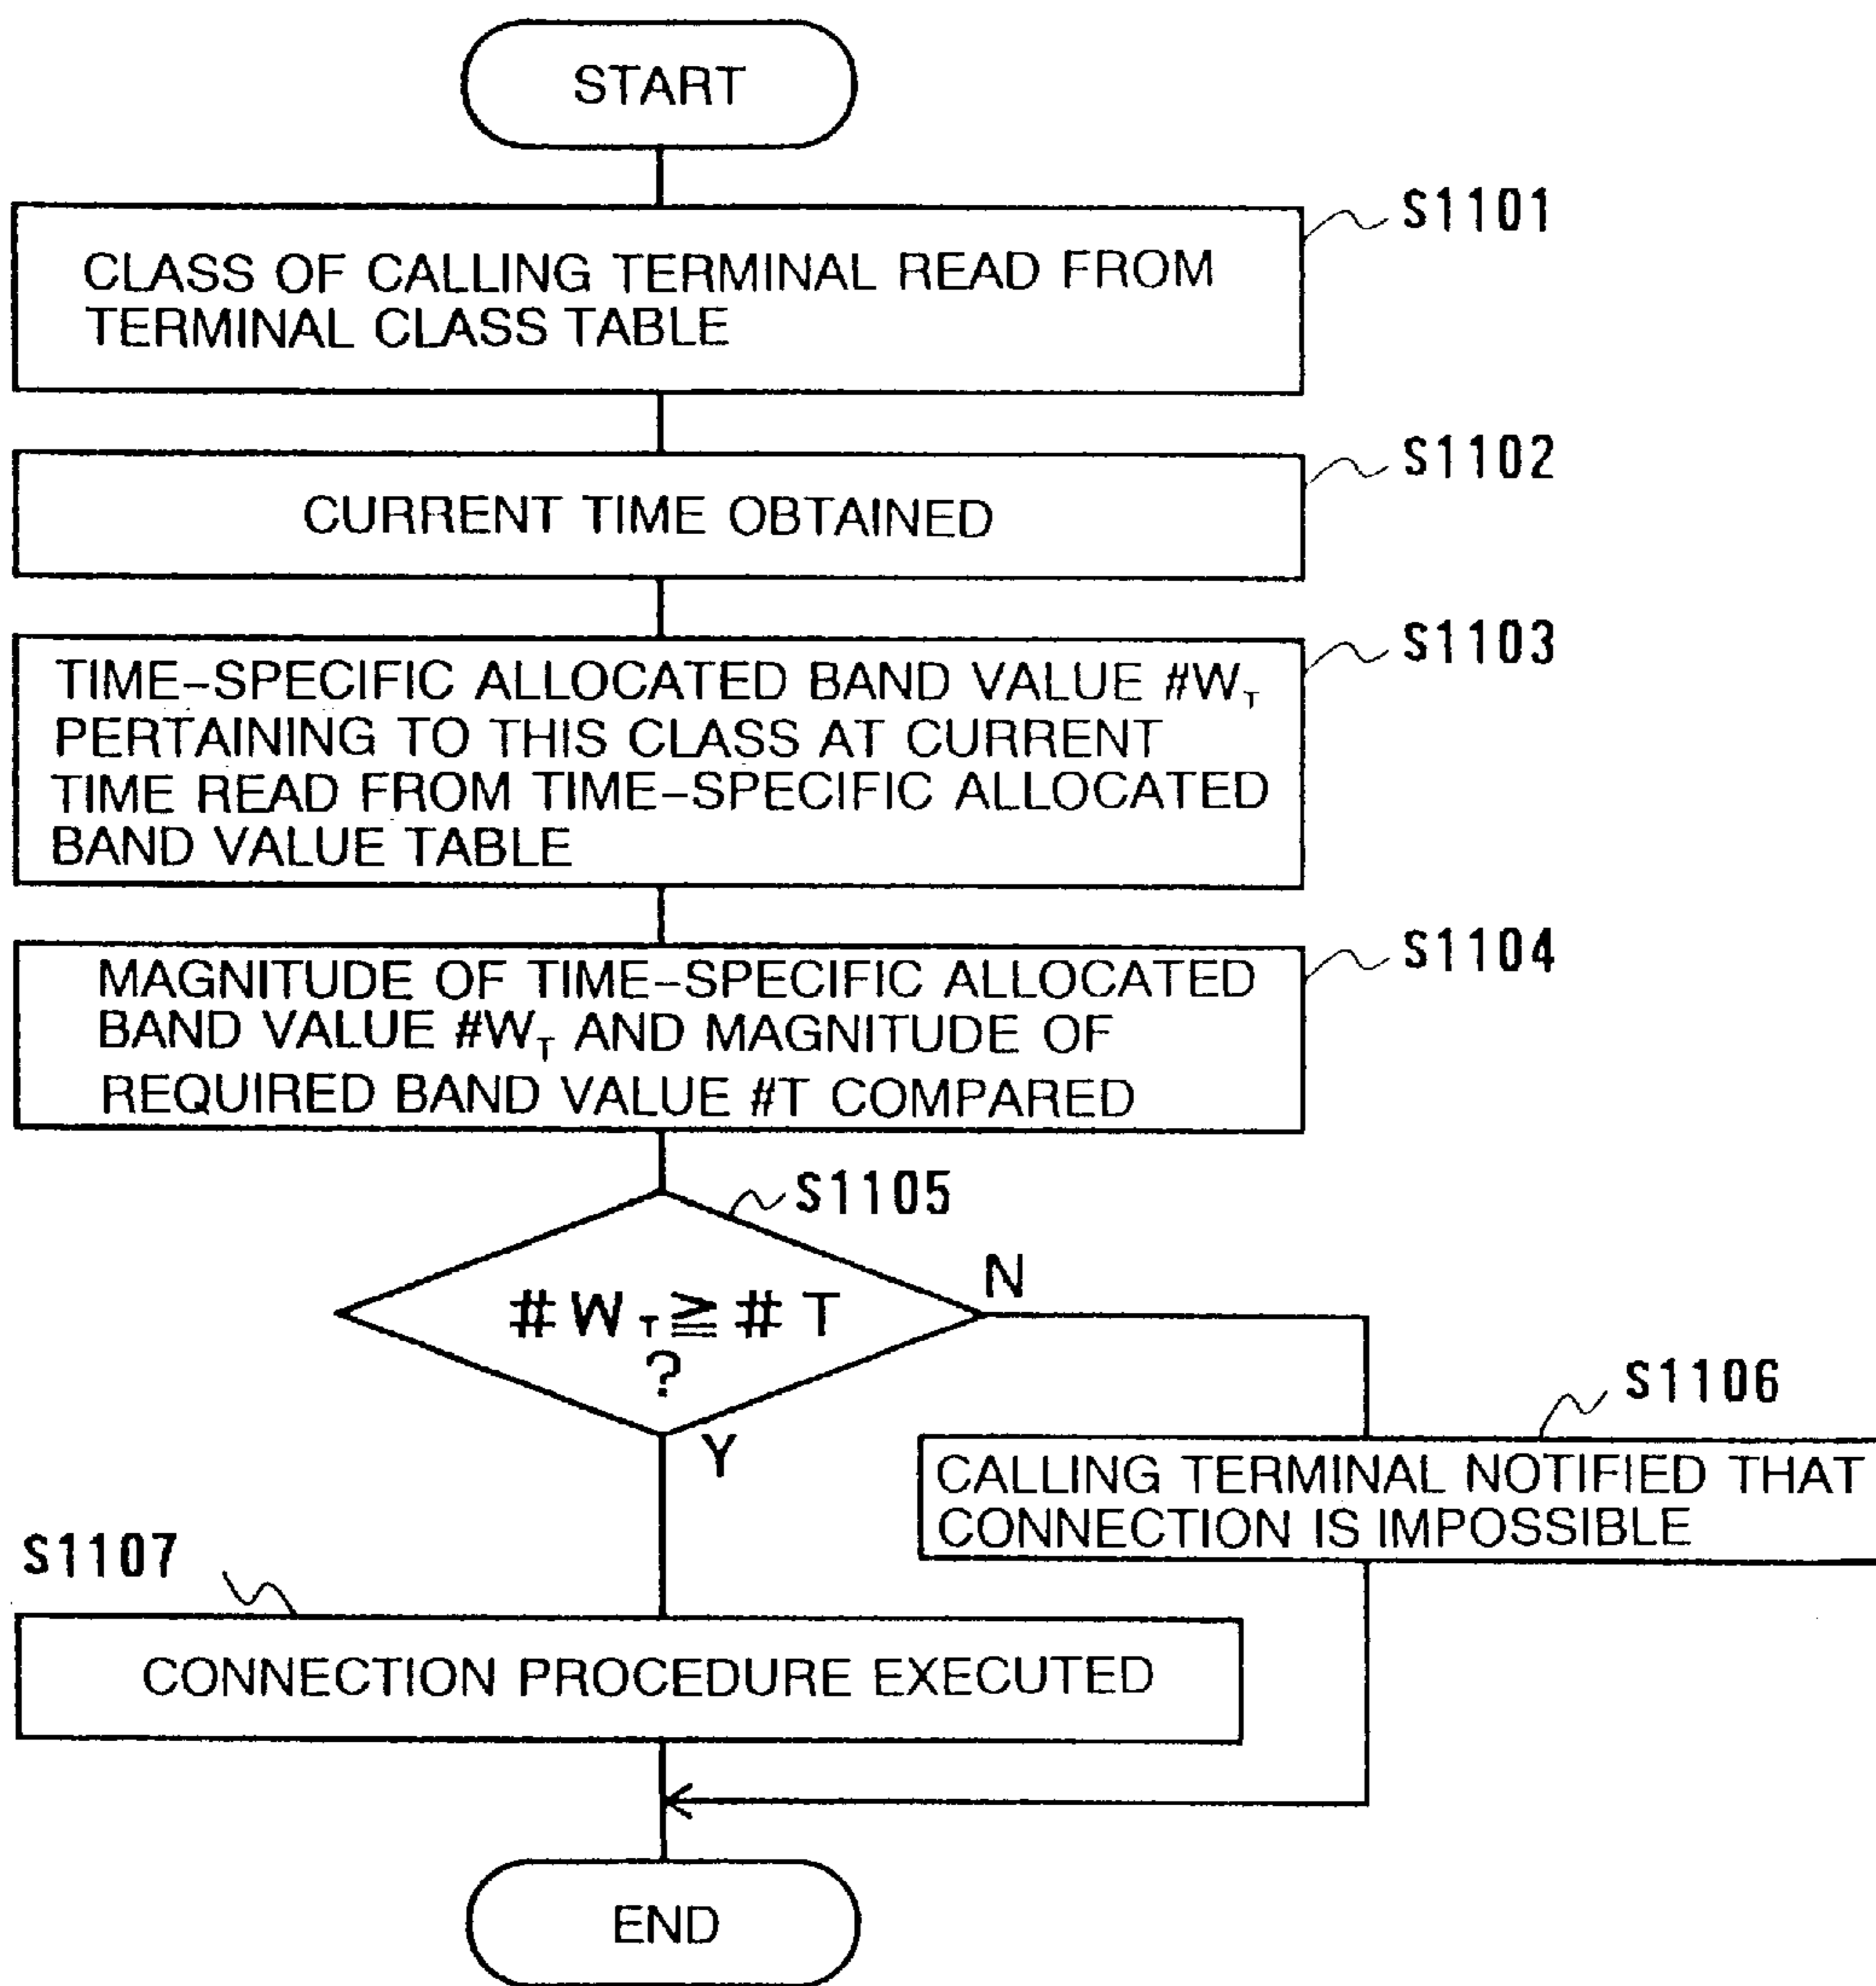 START
S1101
CLASS OF CALLING TERMINAL READ FROM
TERMINAL CLASS TABLE
S1102
CURRENT TIME OBTAINED
S1103
TIME-SPECIFIC ALLOCATED BAND VALUE #W_T
PERTAINING TO THIS CLASS AT CURRENT
TIME READ FROM TIME-SPECIFIC ALLOCATED
BAND VALUE TABLE
S1104
MAGNITUDE OF TIME-SPECIFIC ALLOCATED
BAND VALUE #W_T AND MAGNITUDE OF
REQUIRED BAND VALUE #T COMPARED
S1105
#W_T≧#T
?
N
Y
S1106
CALLING TERMINAL NOTIFIED THAT
CONNECTION IS IMPOSSIBLE
S1107
CONNECTION PROCEDURE EXECUTED
END